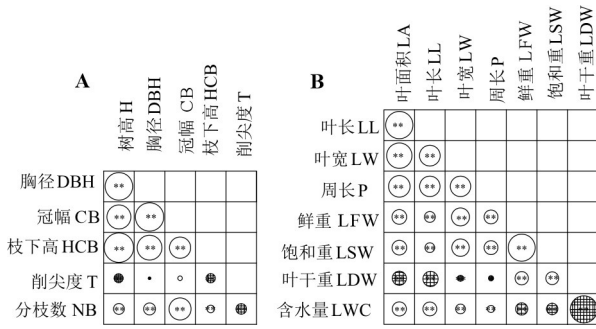 A
树高 H
胸径 DBH
冠幅 CB
枝下高 HCB
削尖度 T
胸径 DBH
**
冠幅 CB
** **
枝下高 HCB
** ** **
削尖度 T
分枝数 NB
** ** ** **
B
叶面积 LA
叶长 LL
叶宽 LW
周长 P
鲜重 LFW
饱和重 LSW
叶干重 LDW
叶长 LL
**
叶宽 LW
** **
周长 P
** ** **
鲜重 LFW
** ** ** **
饱和重 LSW
** ** ** ** **
叶干重 LDW
** **
含水量 LWC
** ** ** **